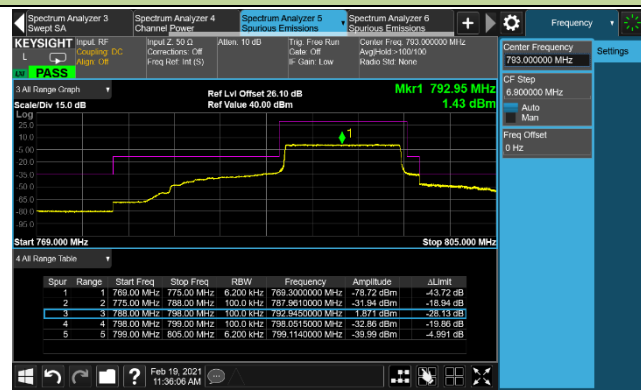 Spectrum Analyzer 3
Swept SA
Spectrum Analyzer 4
Channel Power
Spectrum Analyzer 5
Spurious Emissions
Spectrum Analyzer 6
Spurious Emissions
Frequency
KEYSIGHT
L
PASS
Input: RF
Coupling: DC
Align: Off
Input Z: 50 Ω
Corrections: Off
Freq Ref: Int (S)
Atten: 10 dB
Trig: Free Run
Gate: Off
IF Gain: Low
Center Freq: 793.000000 MHz
Avg|Hold:>100/100
Radio Std: None
Center Frequency
793.000000 MHz
Settings
CF Step
6.900000 MHz
Auto
Man
Freq Offset
0 Hz
3 All Range Graph
Scale/Div 15.0 dB
Ref Lvl Offset 26.10 dB
Ref Value 40.00 dBm
Mkr1 792.95 MHz
1.43 dBm
Log
25.0
10.0
-5.00
-20.0
-35.0
-50.0
-65.0
-80.0
-95.0
1
Start 769.000 MHz
Stop 805.000 MHz
4 All Range Table
Spur Range Start Freq Stop Freq RBW Frequency Amplitude ΔLimit
1 1 769.00 MHz 775.00 MHz 6.200 kHz 769.3000000 MHz -78.72 dBm -43.72 dB
2 2 775.00 MHz 788.00 MHz 100.0 kHz 787.9610000 MHz -31.94 dBm -18.94 dB
3 3 788.00 MHz 798.00 MHz 100.0 kHz 792.9450000 MHz 1.871 dBm -28.13 dB
4 4 798.00 MHz 799.00 MHz 100.0 kHz 798.0515000 MHz -32.86 dBm -19.86 dB
5 5 799.00 MHz 805.00 MHz 6.200 kHz 799.1140000 MHz -39.99 dBm -4.991 dB
?
Feb 19, 2021
11:36:06 AM